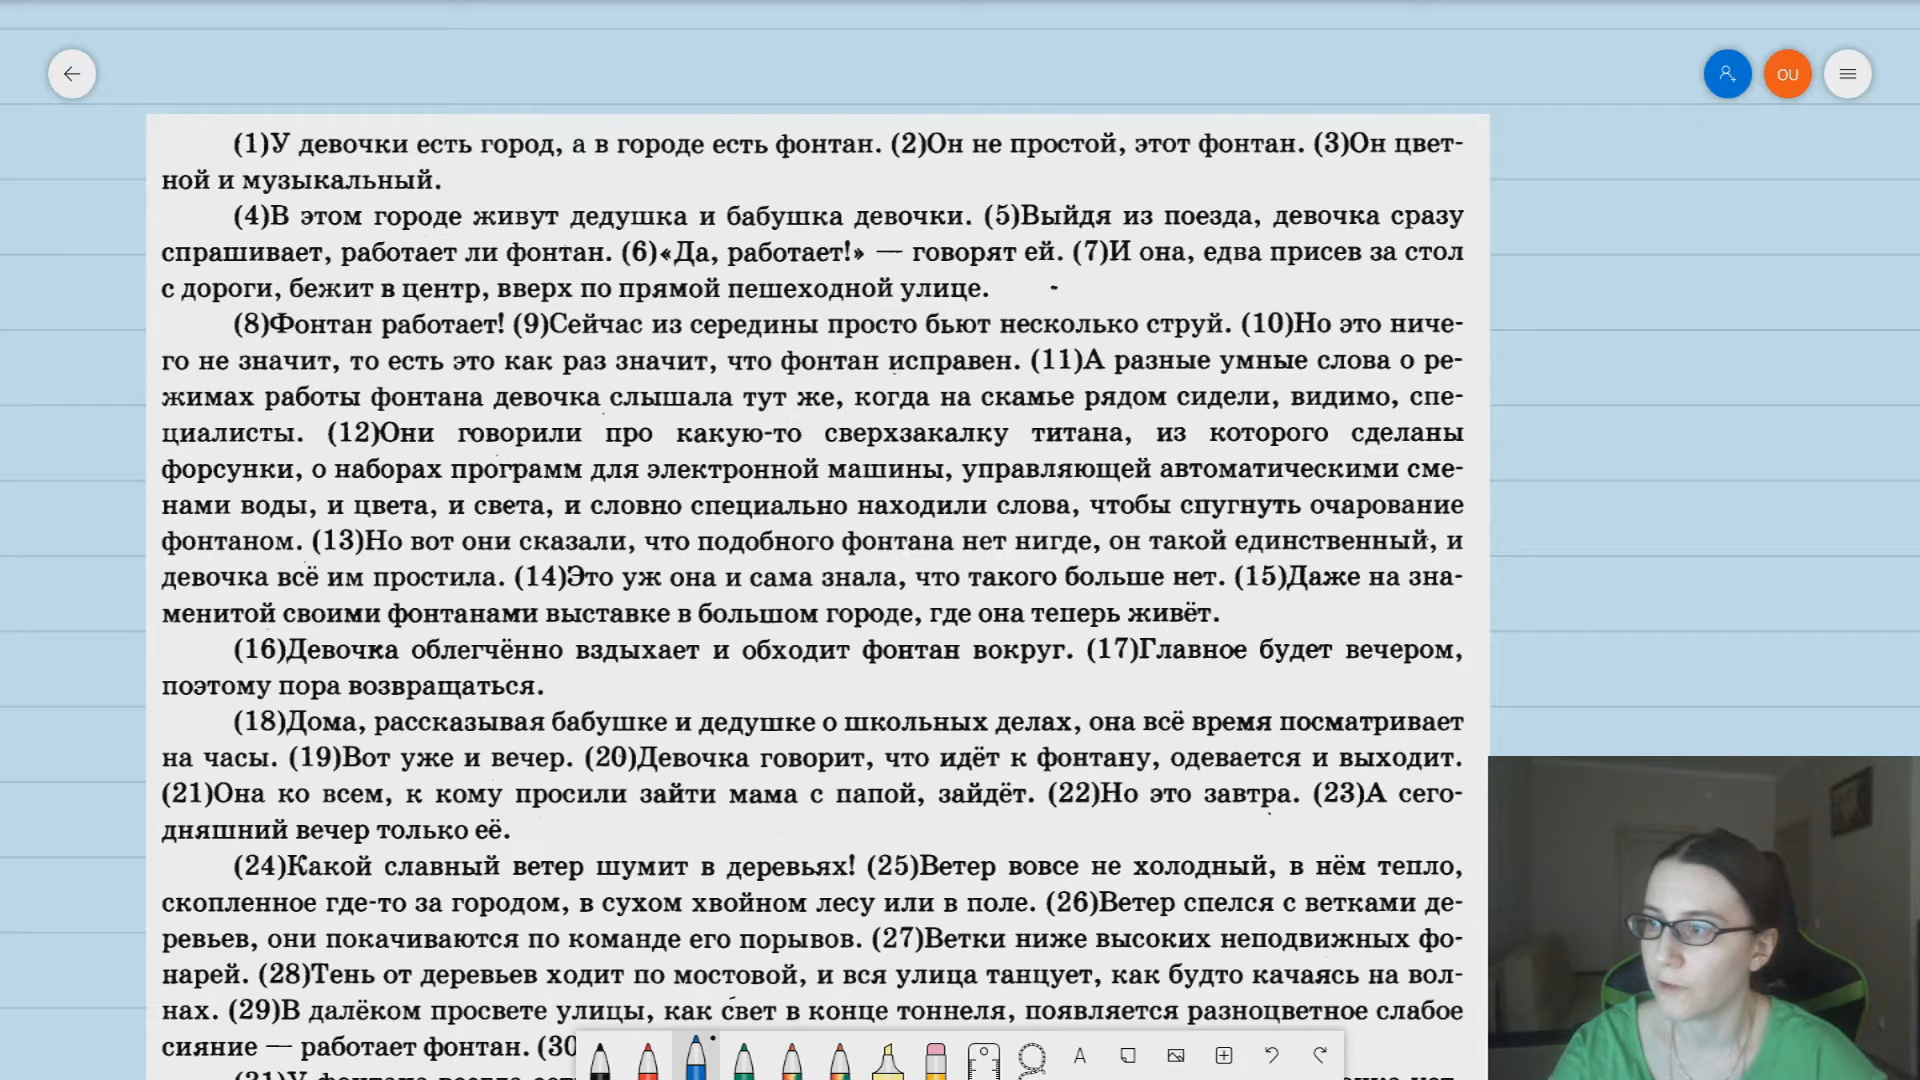 OU
(1)У девочки есть город, а в городе есть фонтан. (2)Он не простой, этот фонтан. (3)Он цвет-
ной и музыкальный.
(4)В этом городе живут дедушка и бабушка девочки. (5)Выйдя из поезда, девочка сразу
спрашивает, работает ли фонтан. (6)«Да, работает!» — говорят ей. (7)И она, едва присев за стол
с дороги, бежит в центр, вверх по прямой пешеходной улице.
(8)Фонтан работает! (9)Сейчас из середины просто бьют несколько струй. (10)Но это ниче-
го не значит, то есть это как раз значит, что фонтан исправен. (11)А разные умные слова о ре-
жимах работы фонтана девочка слышала тут же, когда на скамье рядом сидели, видимо, спе-
циалисты. (12)Они говорили про какую-то сверхзакалку титана, из которого сделаны
форсунки, о наборах программ для электронной машины, управляющей автоматическими сме-
нами воды, и цвета, и света, и словно специально находили слова, чтобы спугнуть очарование
фонтаном. (13)Но вот они сказали, что подобного фонтана нет нигде, он такой единственный, и
девочка всё им простила. (14)Это уж она и сама знала, что такого больше нет. (15)Даже на зна-
менитой своими фонтанами выставке в большом городе, где она теперь живёт.
(16)Девочка облегчённо вздыхает и обходит фонтан вокруг. (17)Главное будет вечером,
поэтому пора возвращаться.
(18)Дома, рассказывая бабушке и дедушке о школьных делах, она всё время посматривает
на часы. (19)Вот уже и вечер. (20)Девочка говорит, что идёт к фонтану, одевается и выходит.
(21)Она ко всем, к кому просили зайти мама с папой, зайдёт. (22)Но это завтра. (23)А сего-
дняшний вечер только её.
(24)Какой славный ветер шумит в деревьях! (25)Ветер вовсе не холодный, в нём тепло,
скопленное где-то за городом, в сухом хвойном лесу или в поле. (26)Ветер спелся с ветками де-
ревьев, они покачиваются по команде его порывов. (27)Ветки ниже высоких неподвижных фо-
нарей. (28)Тень от деревьев ходит по мостовой, и вся улица танцует, как будто качаясь на вол-
нах. (29)В далёком просвете улицы, как свет в конце тоннеля, появляется разноцветное слабое
сияние — работает фонтан. (30